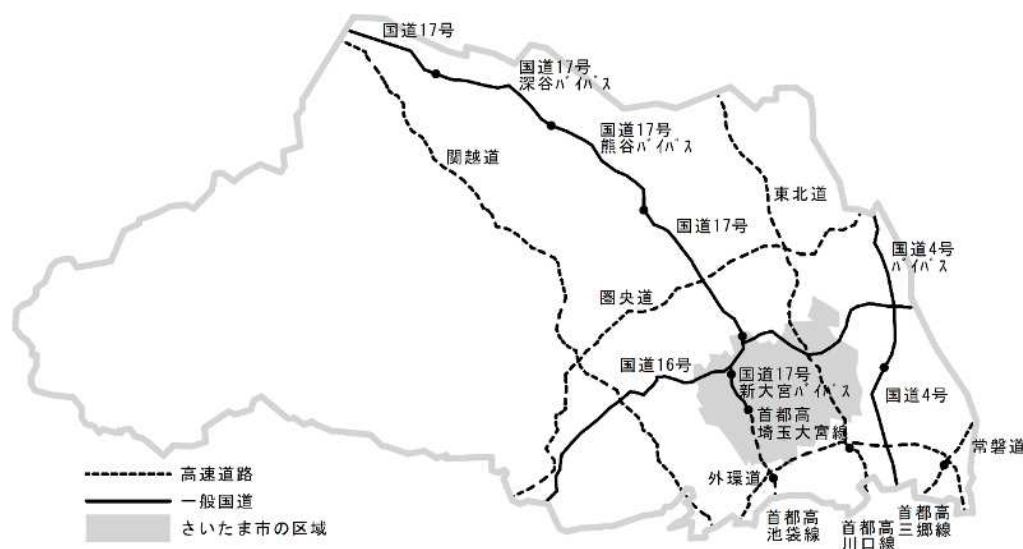 国道17号
国道17号
深谷ﾊﾞｲﾊﾟｽ
国道17号
熊谷ﾊﾞｲﾊﾟｽ
関越道
東北道
国道17号
国道4号
ﾊﾞｲﾊﾟｽ
圏央道
国道16号
国道17号
新大宮ﾊﾞｲﾊﾟｽ
国道4号
首都高
埼玉大宮線
常磐道
外環道
高速道路
一般国道
さいたま市の区域
首都高
池袋線
首都高
川口線
首都高
三郷線